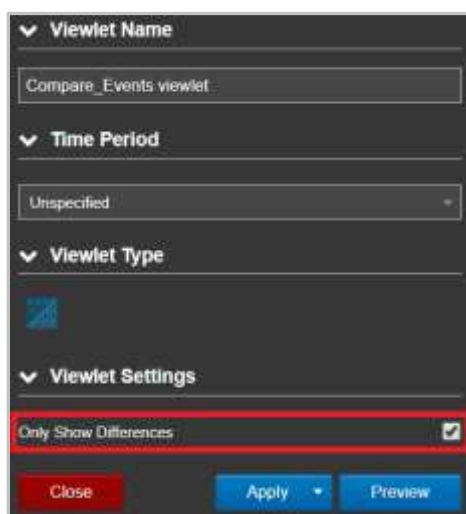 Viewlet Name
Compare_Events viewlet
Time Period
Unspecified
Viewlet Type
Viewlet Settings
Only Show Differences
Close Apply Preview